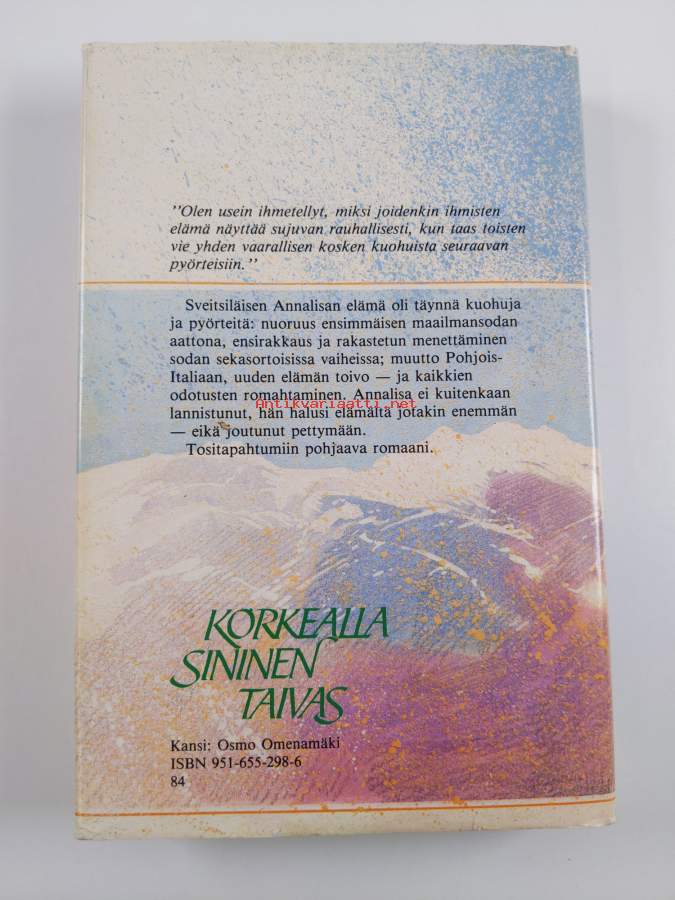 "Olen usein ihmetellyt, miksi joidenkin ihmisten
elämä näyttää sujuvan rauhallisesti, kun taas toisten
vie yhden vaarallisen kosken kuohuista seuraavan
pyörteisiin."
Sveitsiläisen Annalisan elämä oli täynnä kuohuja
ja pyörteitä: nuoruus ensimmäisen maailmansodan
aattona, ensirakkaus ja rakastetun menettäminen
sodan sekasortoisissa vaiheissa; muutto Pohjois-
Italiaan, uuden elämän toivo — ja kaikkien
odotusten romahtaminen. Annalisa ei kuitenkaan
Antikvariaatti.net
lannistunut, hän halusi elämältä jotakin enemmän
— eikä joutunut pettymään.
Tositapahtumiin pohjaava romaani.
KORKEALLA
SININEN
TAIVAS
Kansi: Osmo Omenamäki
ISBN 951-655-298-6
84